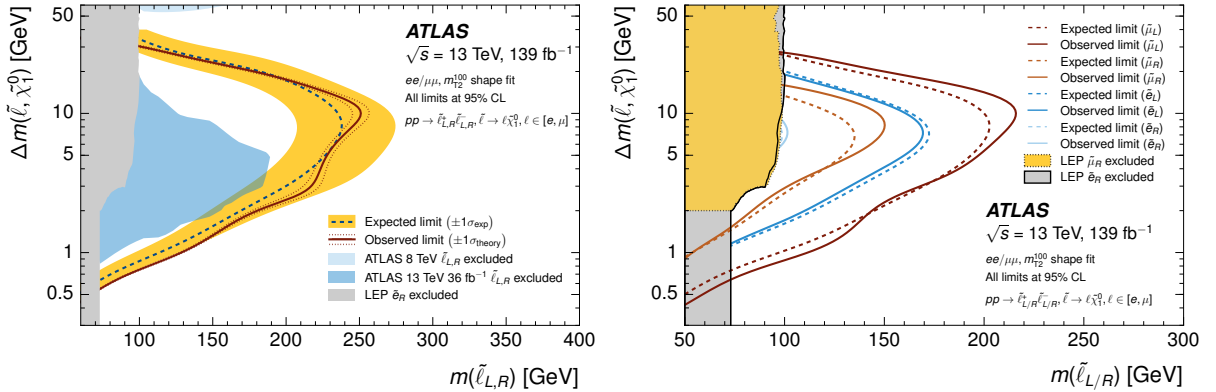 Δm(ℓ̃, χ̃₁⁰) [GeV]
50
10
5
1
0.5
ATLAS
√s = 13 TeV, 139 fb⁻¹
ee/μμ, m_T2^100 shape fit
All limits at 95% CL
pp → ℓ̃⁺_L,R ℓ̃⁻_L,R, ℓ̃ → ℓχ̃₁⁰, ℓ ∈ [e, μ]
Expected limit (±1σ_exp)
Observed limit (±1σ_theory)
ATLAS 8 TeV ℓ̃_L,R excluded
ATLAS 13 TeV 36 fb⁻¹ ℓ̃_L,R excluded
LEP ẽ_R excluded
100 150 200 250 300 350 400
m(ℓ̃_L,R) [GeV]
Δm(ℓ̃, χ̃₁⁰) [GeV]
50
10
5
1
0.5
Expected limit (μ̃_L)
Observed limit (μ̃_L)
Expected limit (μ̃_R)
Observed limit (μ̃_R)
Expected limit (ẽ_L)
Observed limit (ẽ_L)
Expected limit (ẽ_R)
Observed limit (ẽ_R)
LEP μ̃_R excluded
LEP ẽ_R excluded
ATLAS
√s = 13 TeV, 139 fb⁻¹
ee/μμ, m_T2^100 shape fit
All limits at 95% CL
pp → ℓ̃⁺_L/R ℓ̃⁻_L/R, ℓ̃ → ℓχ̃₁⁰, ℓ ∈ [e, μ]
50 100 150 200 250 300
m(ℓ̃_L/R) [GeV]